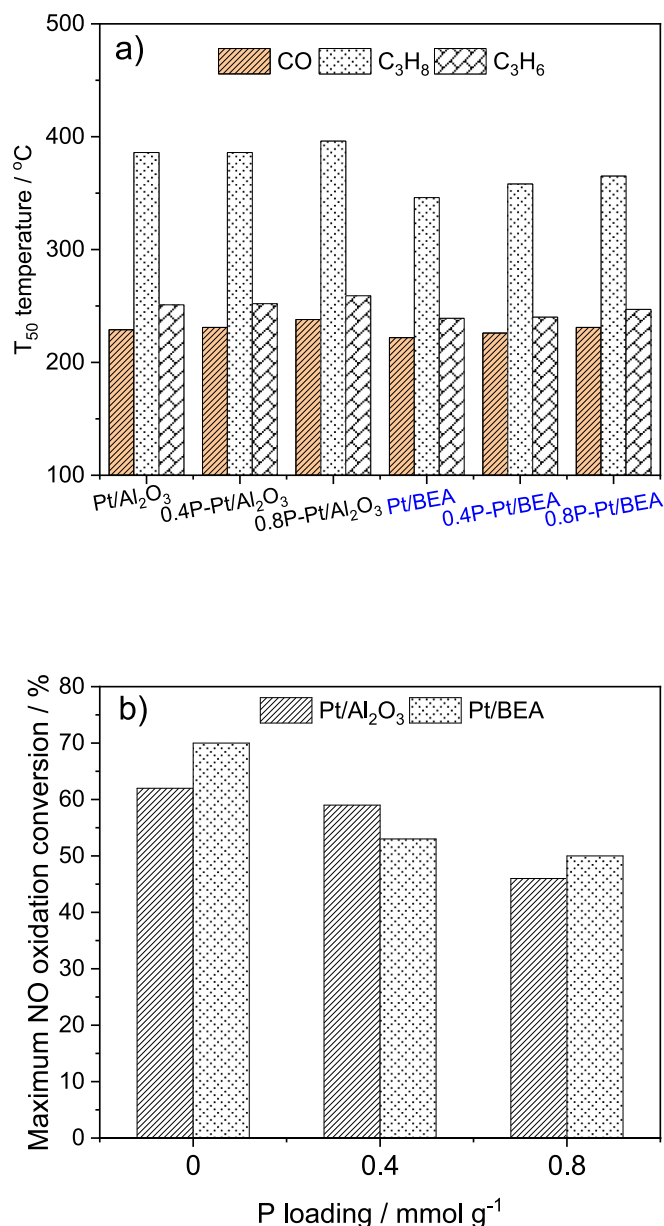 a)
CO C₃H₈ C₃H₆
500
400
300
200
100
T₅₀ temperature / °C
Pt/Al₂O₃
0.4P-Pt/Al₂O₃
0.8P-Pt/Al₂O₃
Pt/BEA
0.4P-Pt/BEA
0.8P-Pt/BEA
b)
Pt/Al₂O₃ Pt/BEA
80
70
60
50
40
30
20
10
0
Maximum NO oxidation conversion / %
0 0.4 0.8
P loading / mmol g⁻¹